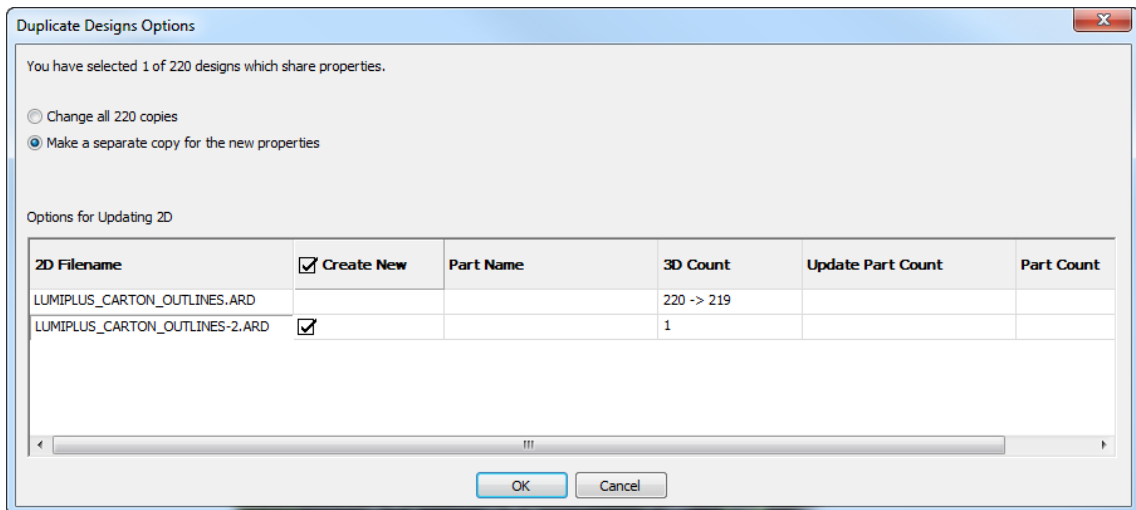 Duplicate Designs Options
You have selected 1 of 220 designs which share properties.
Change all 220 copies
Make a separate copy for the new properties
Options for Updating 2D
2D Filename Create New Part Name 3D Count Update Part Count Part Count
LUMIPLUS_CARTON_OUTLINES.ARD 220 -> 219
LUMIPLUS_CARTON_OUTLINES-2.ARD 1
OK Cancel